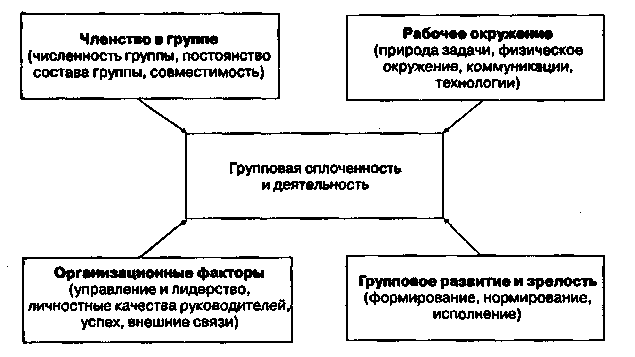 Членство в группе
(численность группы, постоянство
состава группы, совместимость)
Рабочее окружение
(природа задачи, физическое
окружение, коммуникации,
технологии)
Групповая сплоченность
и деятельность
Организационные факторы
(управление и лидерство,
личностные качества руководителей,
успех, внешние связи)
Групповое развитие и зрелость
(формирование, нормирование,
исполнение)